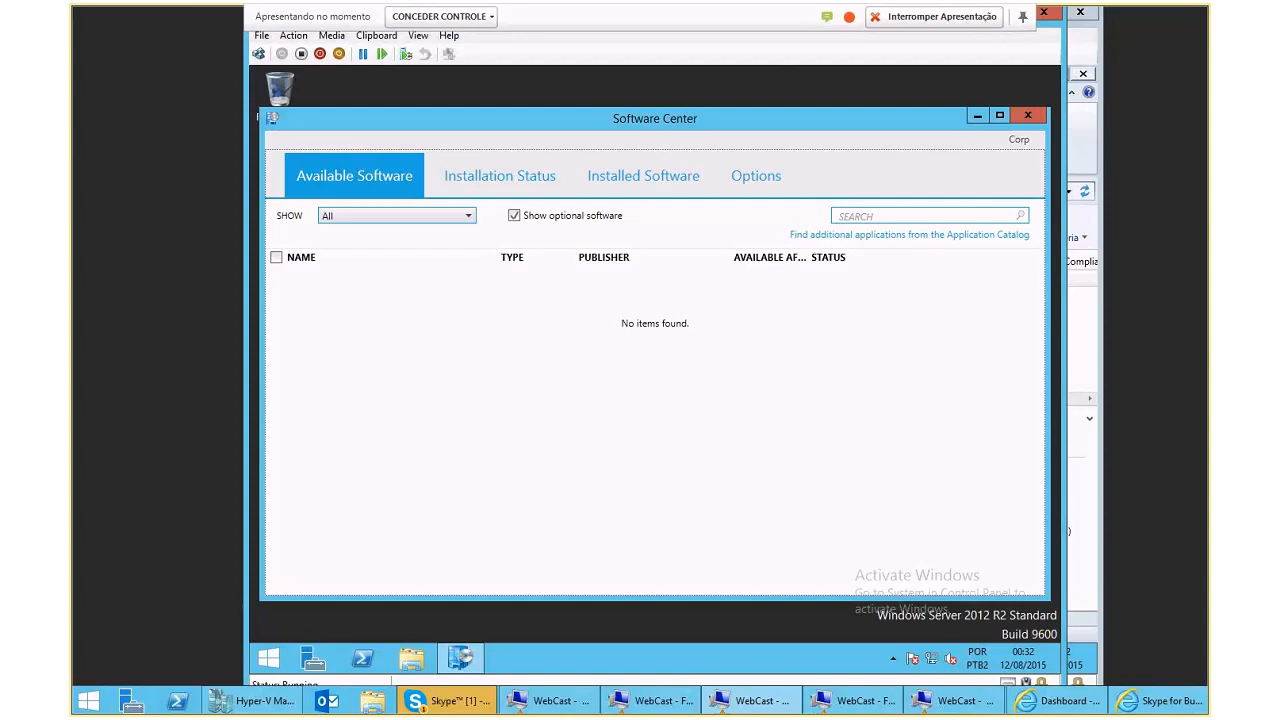 Apresentando no momento CONCEDER CONTROLE Interromper Apresentação
File Action Media Clipboard View Help
Software Center
Corp
Available Software Installation Status Installed Software Options
SHOW All Show optional software SEARCH
Find additional applications from the Application Catalog
ria
NAME TYPE PUBLISHER AVAILABLE AF... STATUS
Complia
No items found.
)
Activate Windows
Go to System in Control Panel to
activate Windows.
Windows Server 2012 R2 Standard
Build 9600
POR 00:32 2
PTB2 12/08/2015 015
Status: Running
Hyper-V Ma... Skype™ [1] -... WebCast - ... WebCast - F... WebCast - ... WebCast - F... WebCast - ... Dashboard -... Skype for Bu...